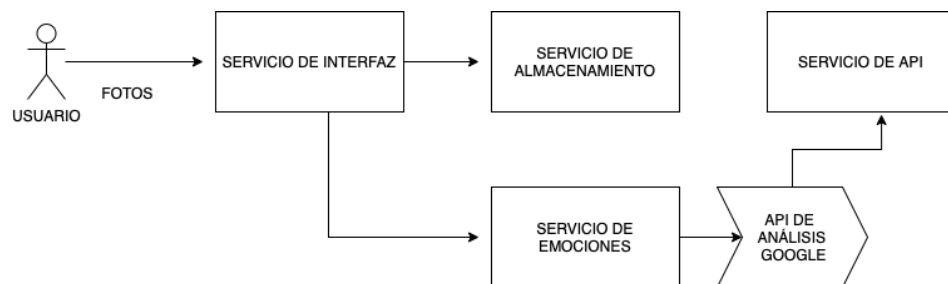 SERVICIO DE INTERFAZ
SERVICIO DE
ALMACENAMIENTO
SERVICIO DE API
FOTOS
USUARIO
SERVICIO DE
EMOCIONES
API DE
ANÁLISIS
GOOGLE